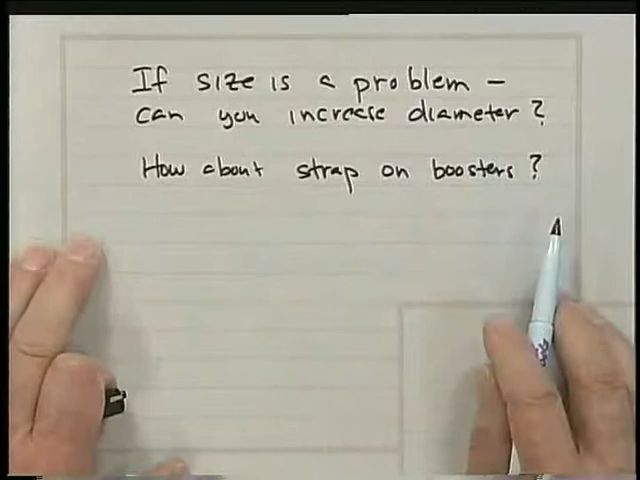 If size is a problem –
can you increase diameter?
How about strap on boosters?